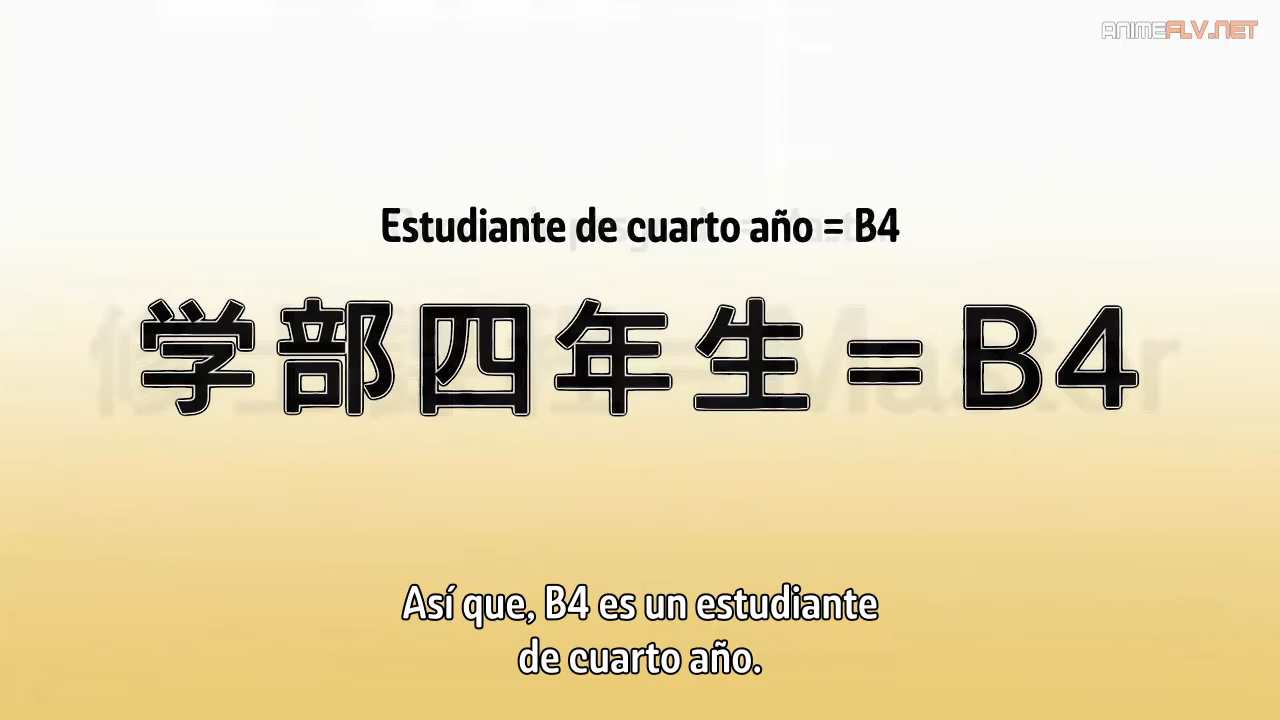 ANIMEFLV.NET
Estudiante de cuarto año = B4
学部四年生=B4
Así que, B4 es un estudiante
de cuarto año.